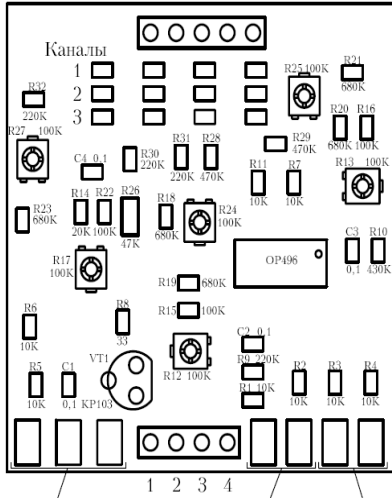 Каналы
1
2
3
R32
220K
R27 100K
R25 100K
R21
680K
R20 R16
680K 100K
R31 R28
220K 470K
R29
470K
C4 0,1
R30
220K
R11 R7
10K 10K
R13 100K
R23
680K
R14 R22 R26
20K 100K 47K
R18
680K
R24
100K
R17
100K
OP496
C3 R10
0,1 430K
R19 680K
R15 100K
R6
10K
R8
33
C2 0,1
R9 220K
R1 10K
VT1
KP103
R12 100K
R5 C1
10K 0,1
R2 R3 R4
10K 10K 10K
1 2 3 4